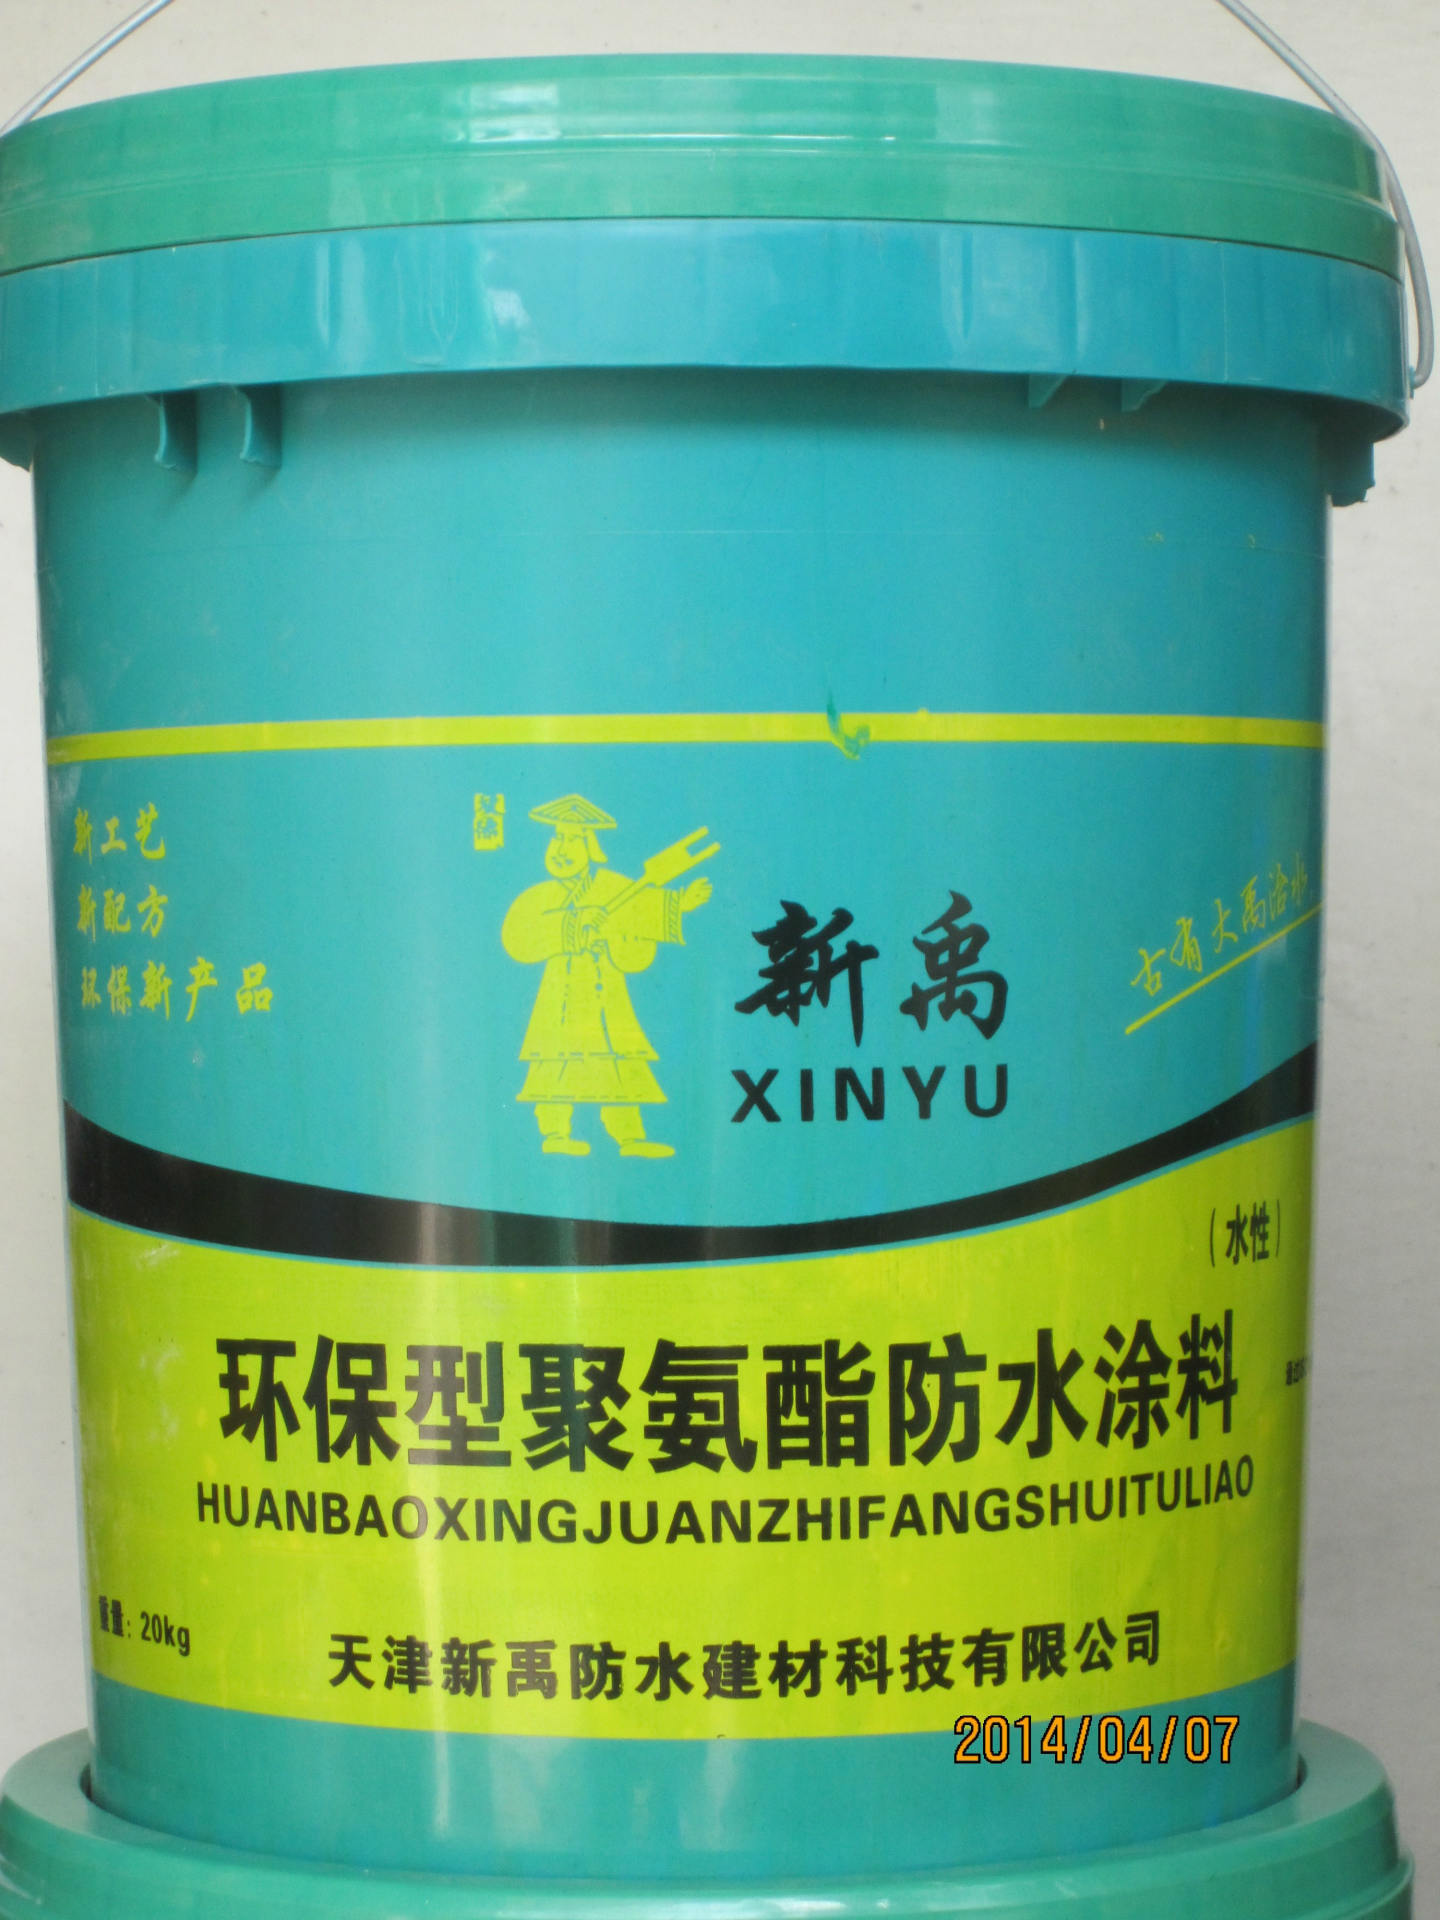 新工艺
新配方
环保新产品
新禹
XINYU
古有大禹治水
（水性）
环保型聚氨酯防水涂料
HUANBAOXINGJUANZHIFANGSHUITULIAO
重量：20kg
天津新禹防水建材科技有限公司
2014/04/07